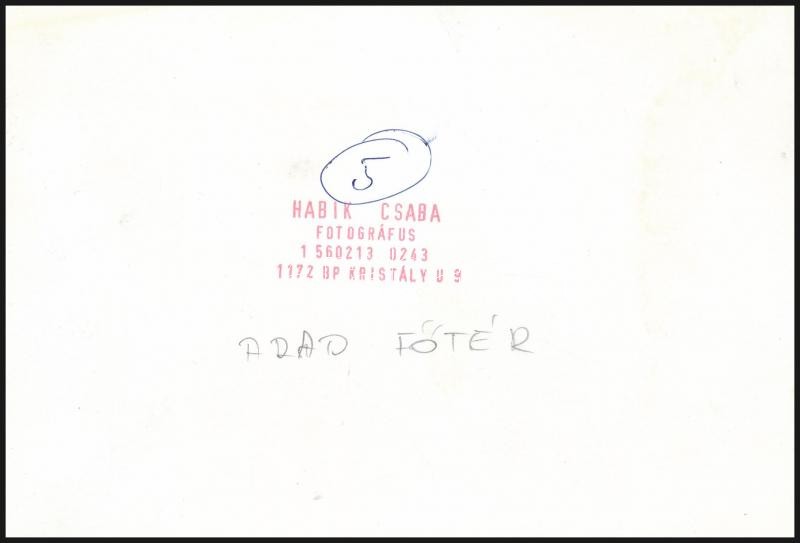 5
HABIK CSABA
FOTOGRÁFUS
1 560213 0243
1172 BP KRISTÁLY U 9
ARAD FŐTÉR